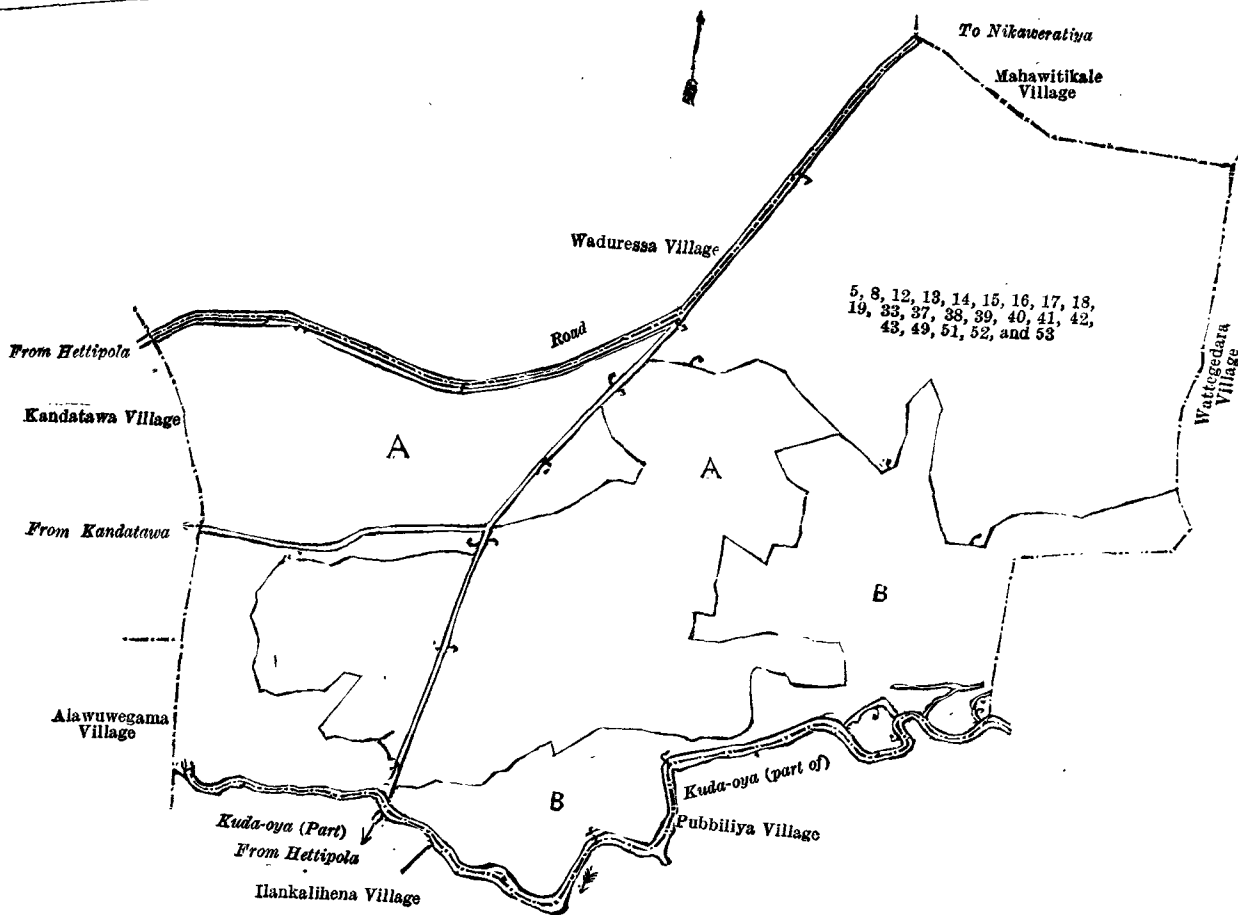 To Nikaweratiya
Mahawitikale
Village
Waduressa Village
5, 8, 12, 13, 14, 15, 16, 17, 18,
19, 33, 37, 38, 39, 40, 41, 42,
43, 49, 51, 52, and 53
Road
From Hettipola
Wattegedara
Village
Kandatawa Village
A
A
From Kandatawa
B
Alawuwegama
Village
Kuda-oya (part of)
B
Kuda-oya (Part)
Pubbiliya Village
From Hettipola
Ilankalihena Village